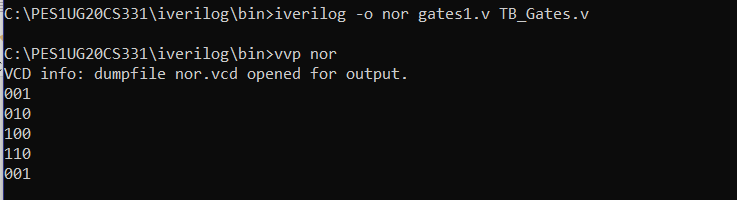 C:\PES1UG20CS331\iverilog\bin>iverilog -o nor gates1.v TB_Gates.v
C:\PES1UG20CS331\iverilog\bin>vvp nor
VCD info: dumpfile nor.vcd opened for output.
001
010
100
110
001